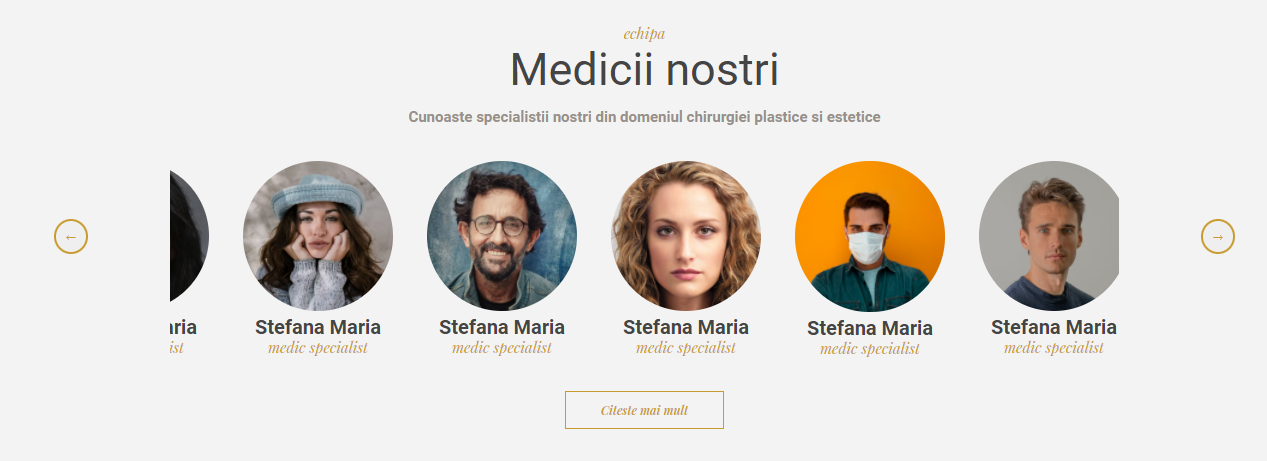 echipa
Medicii nostri
Cunoaste specialistii nostri din domeniul chirurgiei plastice si estetice
← →
aria Stefana Maria Stefana Maria Stefana Maria Stefana Maria Stefana Maria
ist medic specialist medic specialist medic specialist medic specialist medic specialist
Citeste mai mult